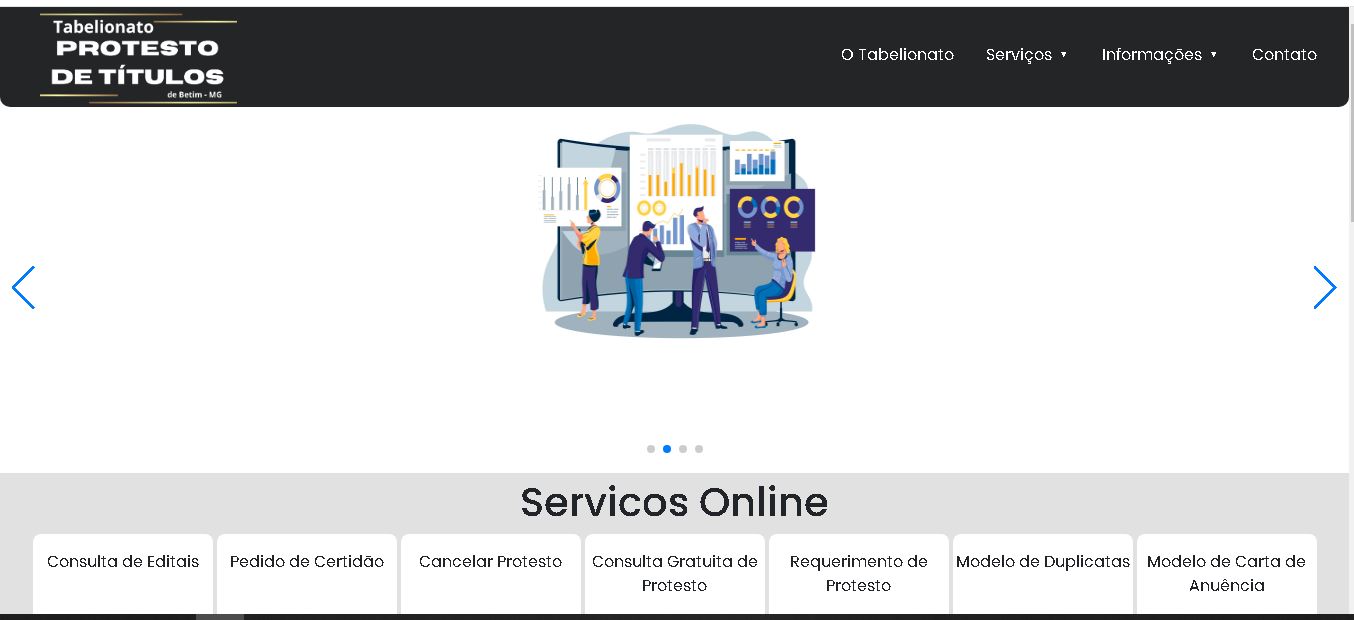 Tabelionato
PROTESTO
DE TÍTULOS
de Betim - MG
O Tabelionato
Serviços ▼
Informações ▼
Contato
Servicos Online
Consulta de Editais
Pedido de Certidão
Cancelar Protesto
Consulta Gratuita de
Protesto
Requerimento de
Protesto
Modelo de Duplicatas
Modelo de Carta de
Anuência